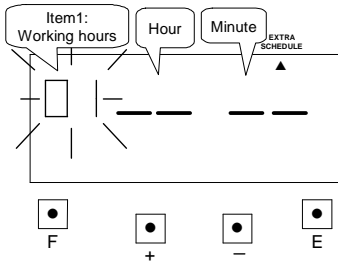 Item1:
Working hours
Hour
Minute
EXTRA
SCHEDULE
F
+
−
E